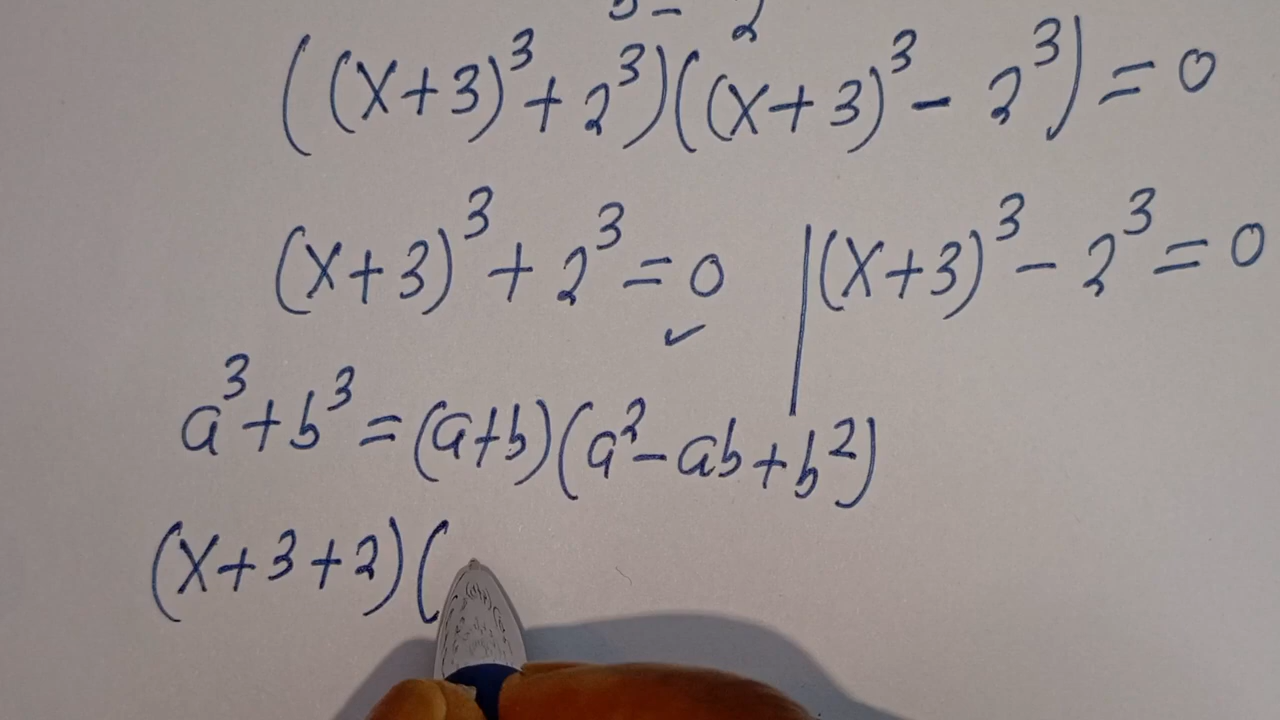 ((x+3)³+2³)((x+3)³-2³)=0
(x+3)³+2³=0 | (x+3)³-2³=0
✓
a³+b³=(a+b)(a²-ab+b²)
(x+3+2)(